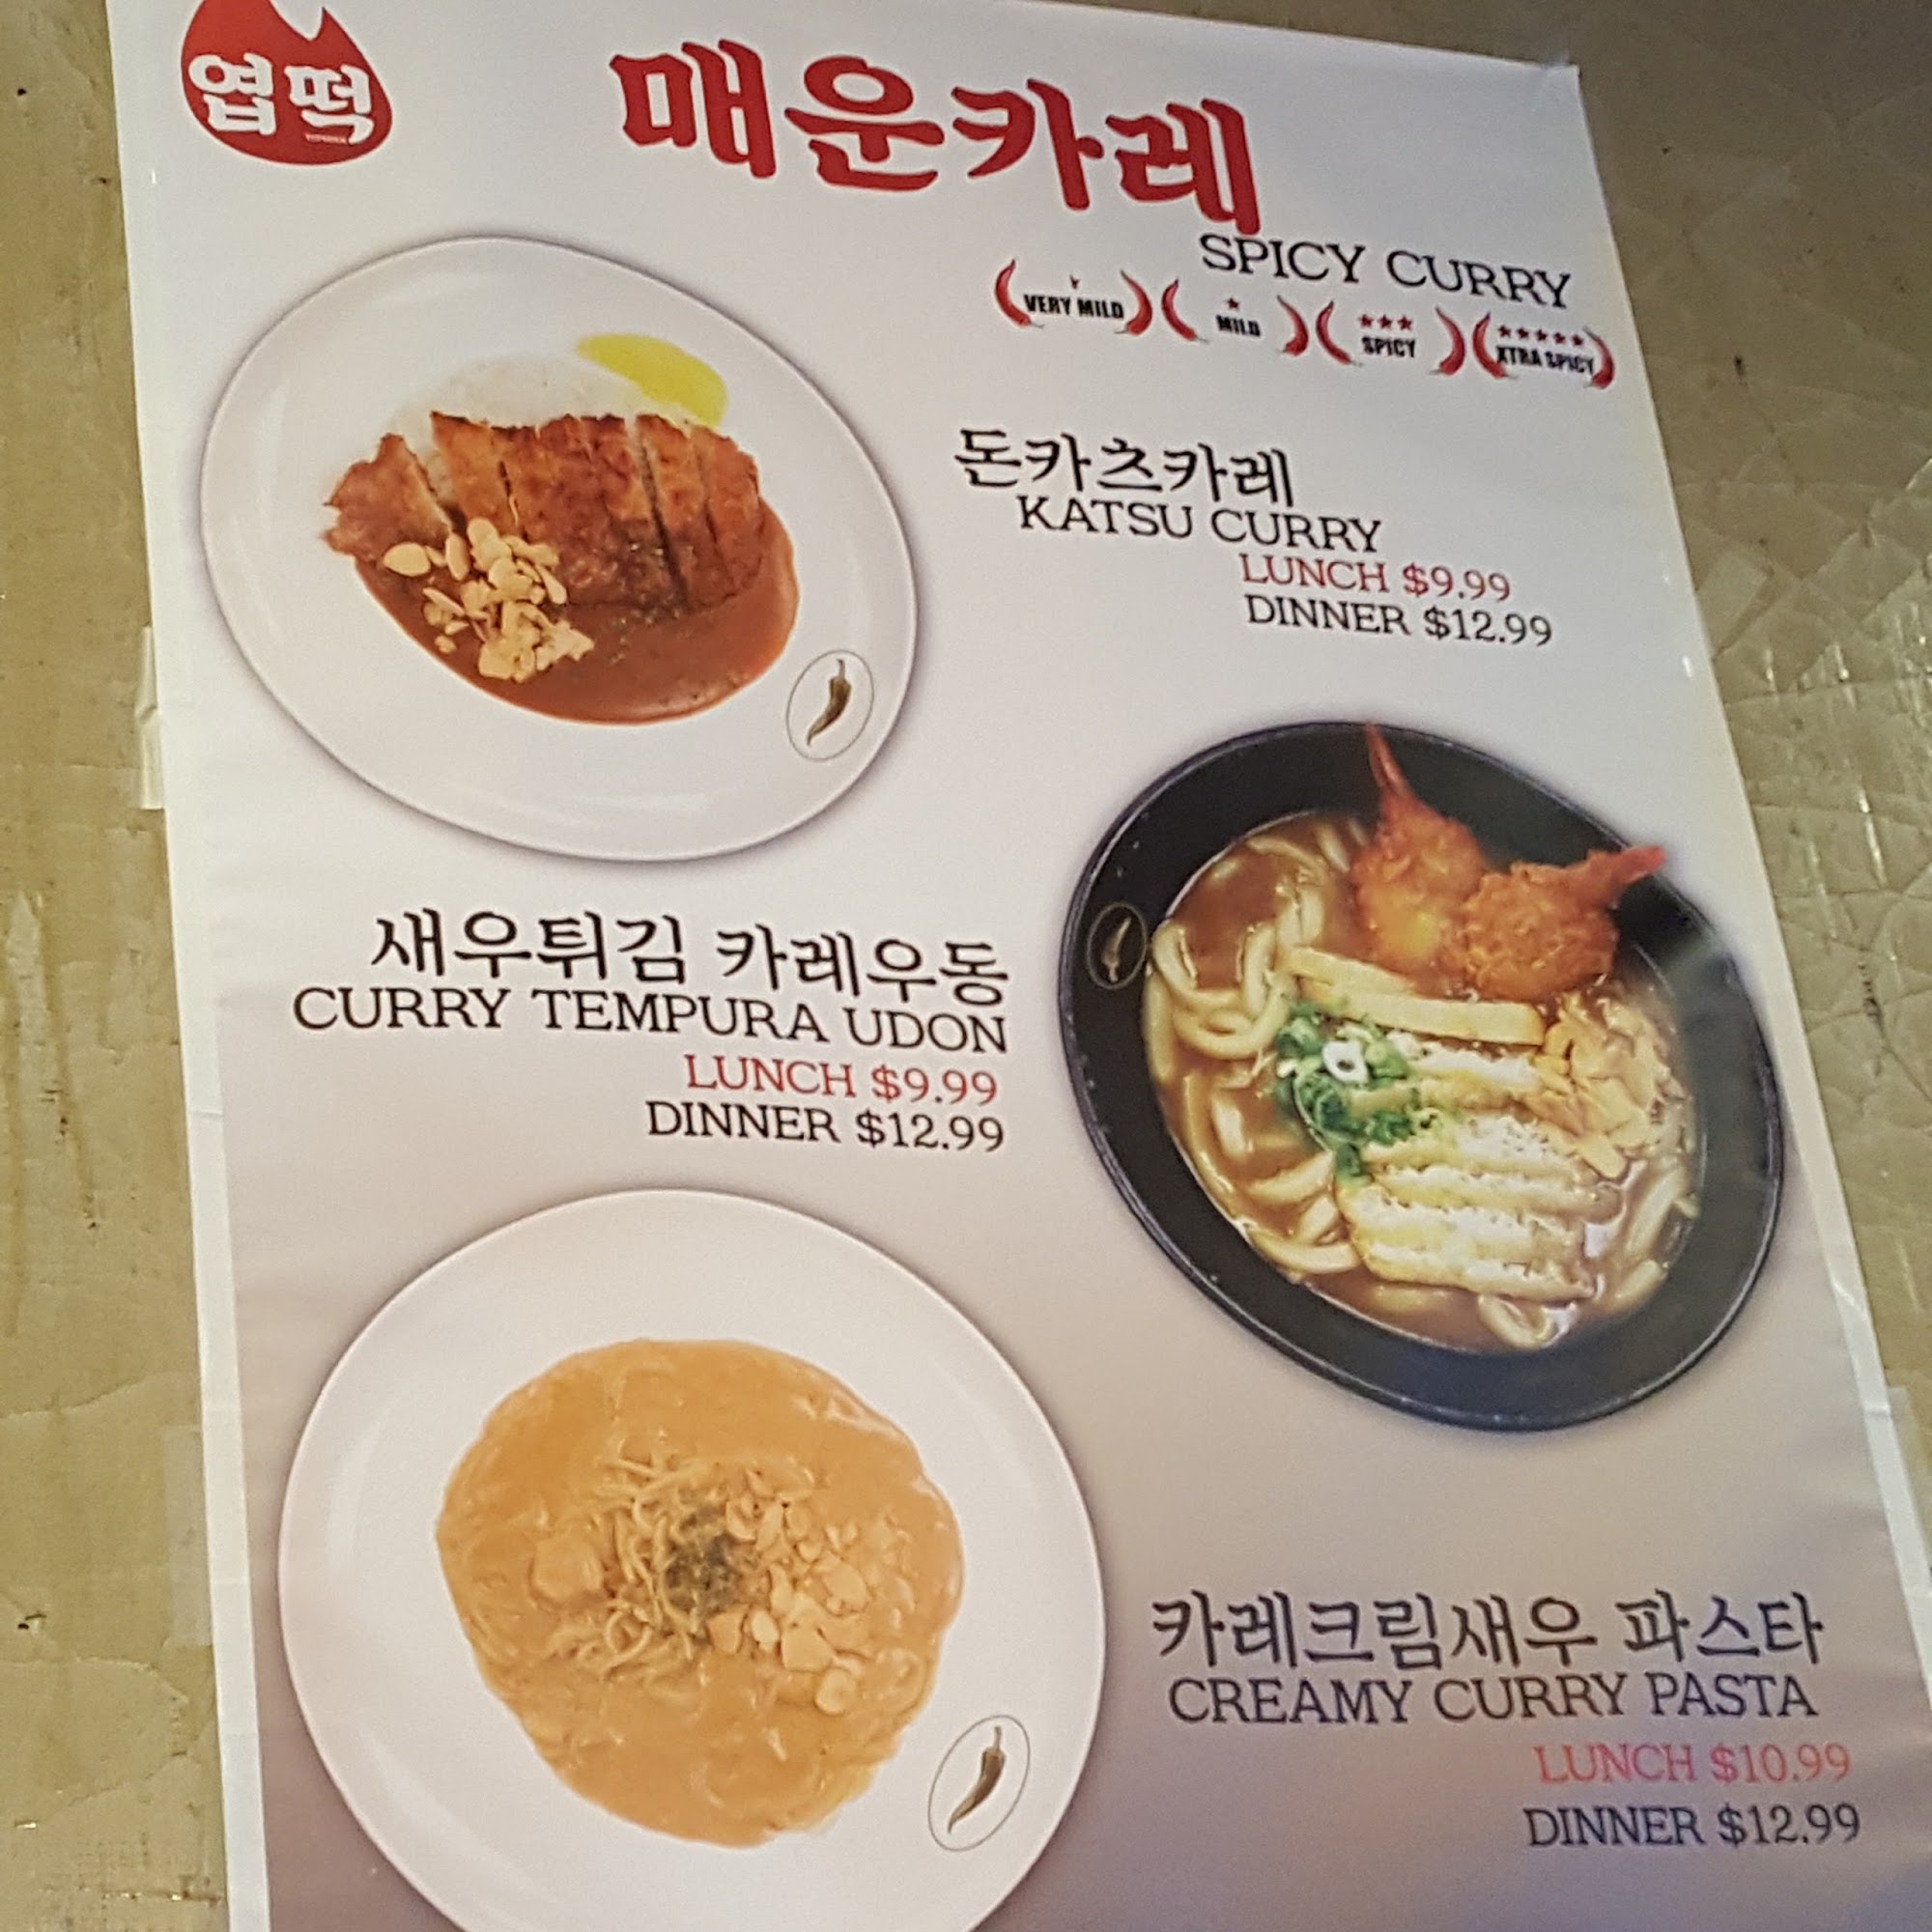 엽떡
매운카레
SPICY CURRY
VERY MILD
MILD
SPICY
XTRA SPICY
돈카츠카레
KATSU CURRY
LUNCH $9.99
DINNER $12.99
새우튀김 카레우동
CURRY TEMPURA UDON
LUNCH $9.99
DINNER $12.99
카레크림새우 파스타
CREAMY CURRY PASTA
LUNCH $10.99
DINNER $12.99